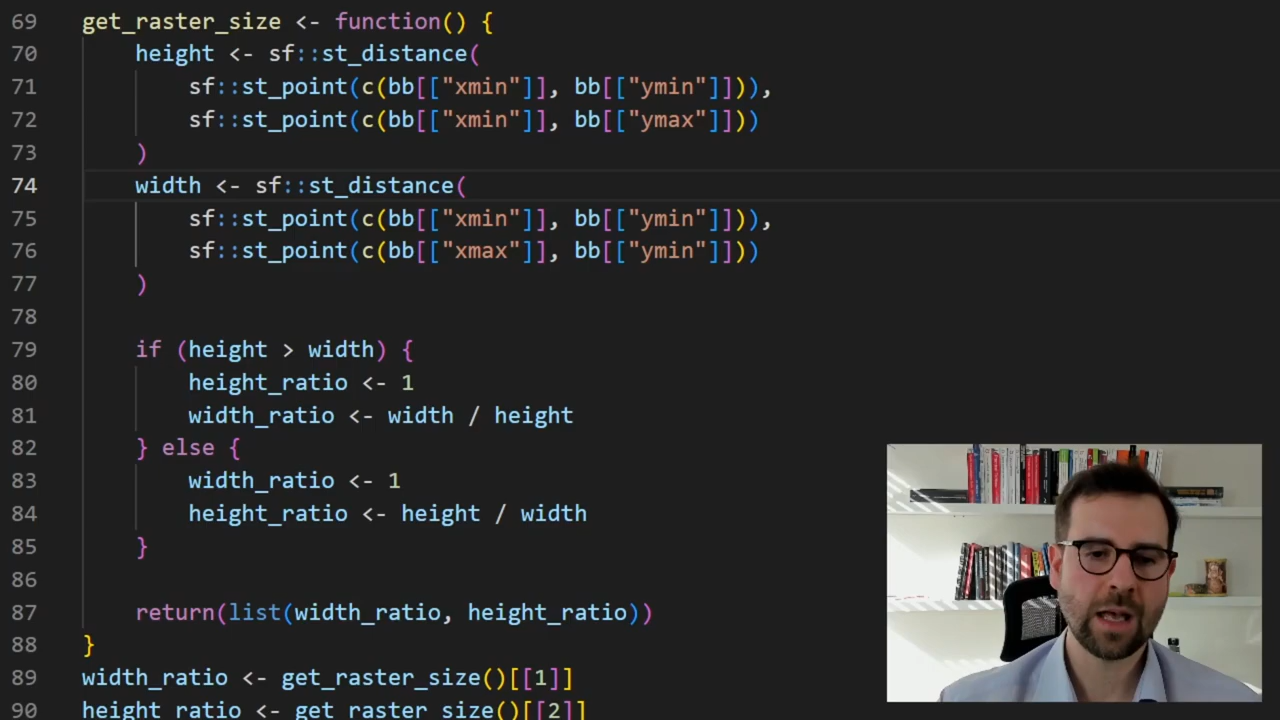 69 get_raster_size <- function() {
70     height <- sf::st_distance(
71         sf::st_point(c(bb[["xmin"]], bb[["ymin"]])),
72         sf::st_point(c(bb[["xmin"]], bb[["ymax"]]))
73     )
74     width <- sf::st_distance(
75         sf::st_point(c(bb[["xmin"]], bb[["ymin"]])),
76         sf::st_point(c(bb[["xmax"]], bb[["ymin"]]))
77     )
78
79     if (height > width) {
80         height_ratio <- 1
81         width_ratio <- width / height
82     } else {
83         width_ratio <- 1
84         height_ratio <- height / width
85     }
86
87     return(list(width_ratio, height_ratio))
88 }
89 width_ratio <- get_raster_size()[[1]]
90 height_ratio <- get_raster_size()[[2]]